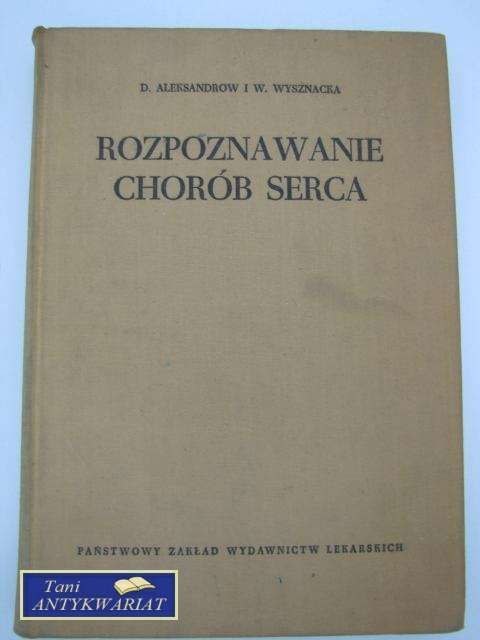 D. ALEKSANDROW I W. WYSZNACKA
ROZPOZNAWANIE
CHORÓB SERCA
PAŃSTWOWY ZAKŁAD WYDAWNICTW LEKARSKICH
Tani
ANTYKWARIAT